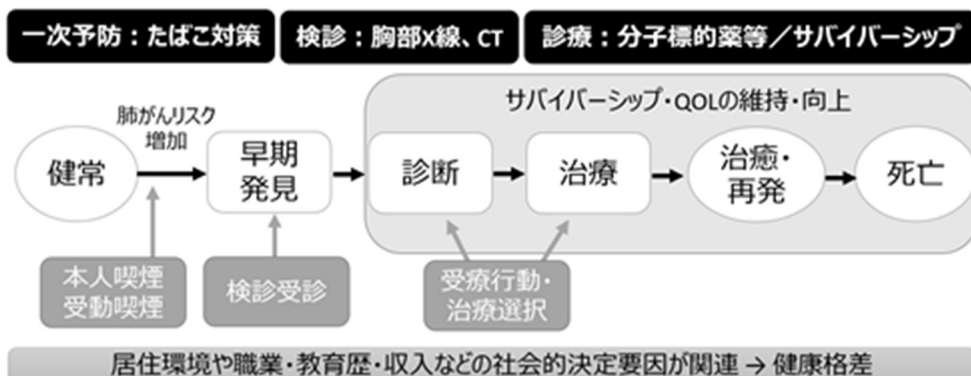 一次予防：たばこ対策
検診：胸部X線、CT
診療：分子標的薬等／サバイバーシップ
サバイバーシップ・QOLの維持・向上
肺がんリスク
増加
健常
早期
発見
診断
治療
治癒・
再発
死亡
本人喫煙
受動喫煙
検診受診
受療行動・
治療選択
居住環境や職業・教育歴・収入などの社会的決定要因が関連 → 健康格差